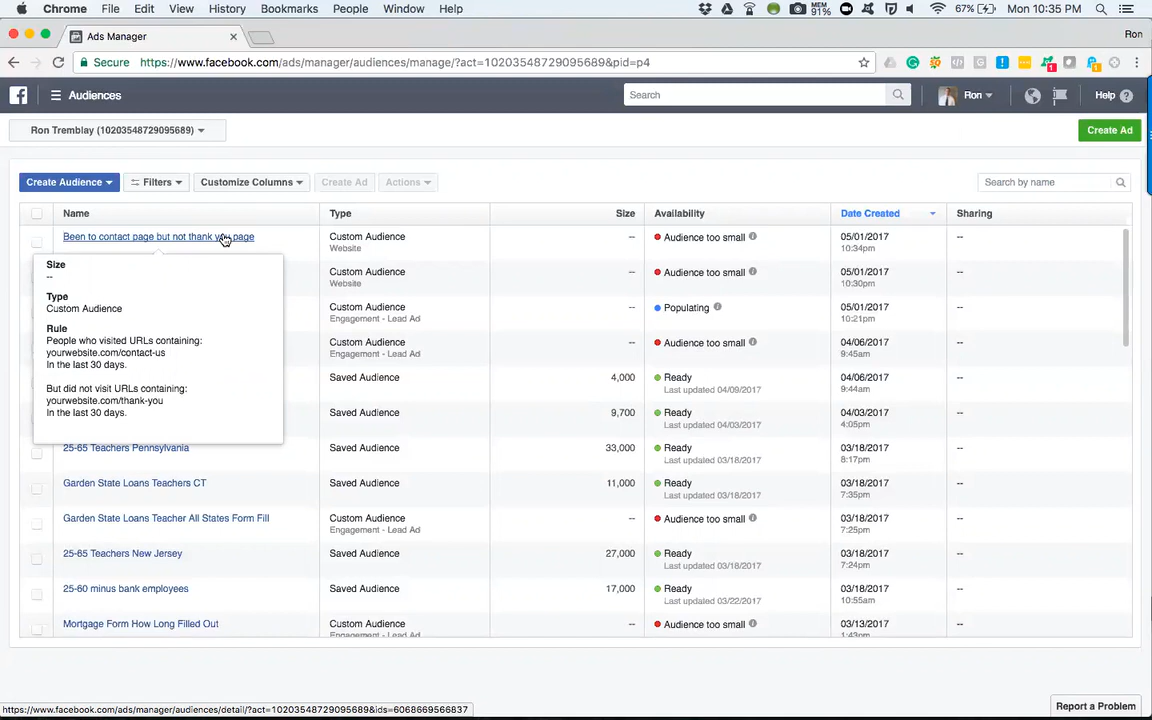 Chrome File Edit View History Bookmarks People Window Help MEM 91% 67% Mon 10:35 PM
Ads Manager Ron
Secure https://www.facebook.com/ads/manager/audiences/manage/?act=10203548729095689&pid=p4
Audiences Search Ron Help
Ron Tremblay (10203548729095689) Create Ad
Create Audience Filters Customize Columns Create Ad Actions Search by name
Name Type Size Availability Date Created Sharing
Been to contact page but not thank you page Custom Audience -- Audience too small 05/01/2017 --
Website 10:34pm
Size
--
Type
Custom Audience
Rule
People who visited URLs containing:
yourwebsite.com/contact-us
In the last 30 days.
But did not visit URLs containing:
yourwebsite.com/thank-you
In the last 30 days.
Custom Audience -- Audience too small 05/01/2017 --
Website 10:30pm
Custom Audience -- Populating 05/01/2017 --
Engagement - Lead Ad 10:21pm
Custom Audience -- Audience too small 04/06/2017 --
Engagement - Lead Ad 9:45am
Saved Audience 4,000 Ready 04/06/2017 --
Last updated 04/09/2017 9:44am
Saved Audience 9,700 Ready 04/03/2017 --
Last updated 04/03/2017 4:05pm
25-65 Teachers Pennsylvania Saved Audience 33,000 Ready 03/18/2017 --
Last updated 03/18/2017 8:17pm
Garden State Loans Teachers CT Saved Audience 11,000 Ready 03/18/2017 --
Last updated 03/18/2017 7:35pm
Garden State Loans Teacher All States Form Fill Custom Audience -- Audience too small 03/18/2017 --
Engagement - Lead Ad 7:25pm
25-65 Teachers New Jersey Saved Audience 27,000 Ready 03/18/2017 --
Last updated 03/18/2017 7:24pm
25-60 minus bank employees Saved Audience 17,000 Ready 03/18/2017 --
Last updated 03/22/2017 10:55am
Mortgage Form How Long Filled Out Custom Audience -- Audience too small 03/13/2017 --
Engagement - Lead Ad 1:43pm
https://www.facebook.com/ads/manager/audiences/detail/?act=10203548729095689&ids=6068669566837
Report a Problem